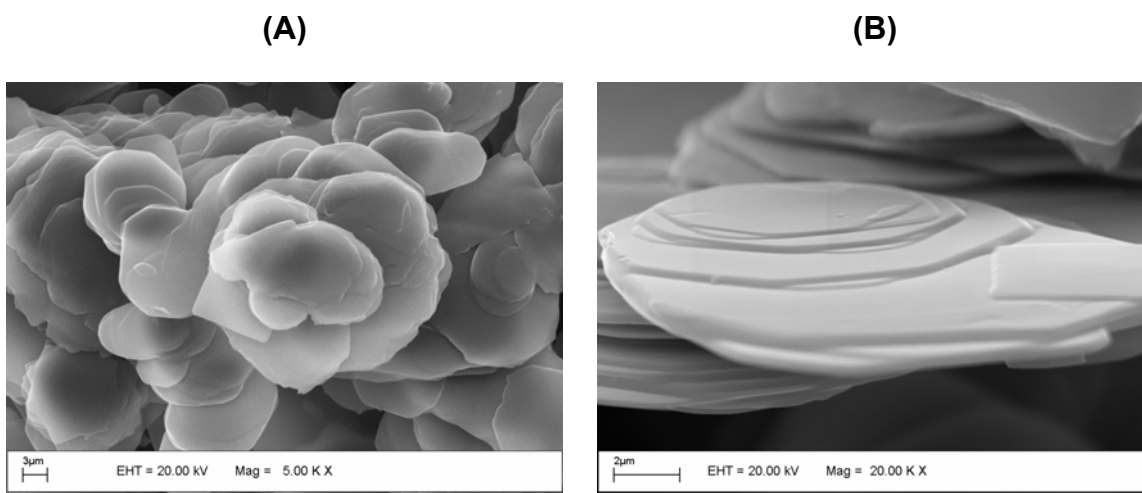 (A)
(B)
3µm
EHT = 20.00 kV Mag = 5.00 K X
2µm
EHT = 20.00 kV Mag = 20.00 K X